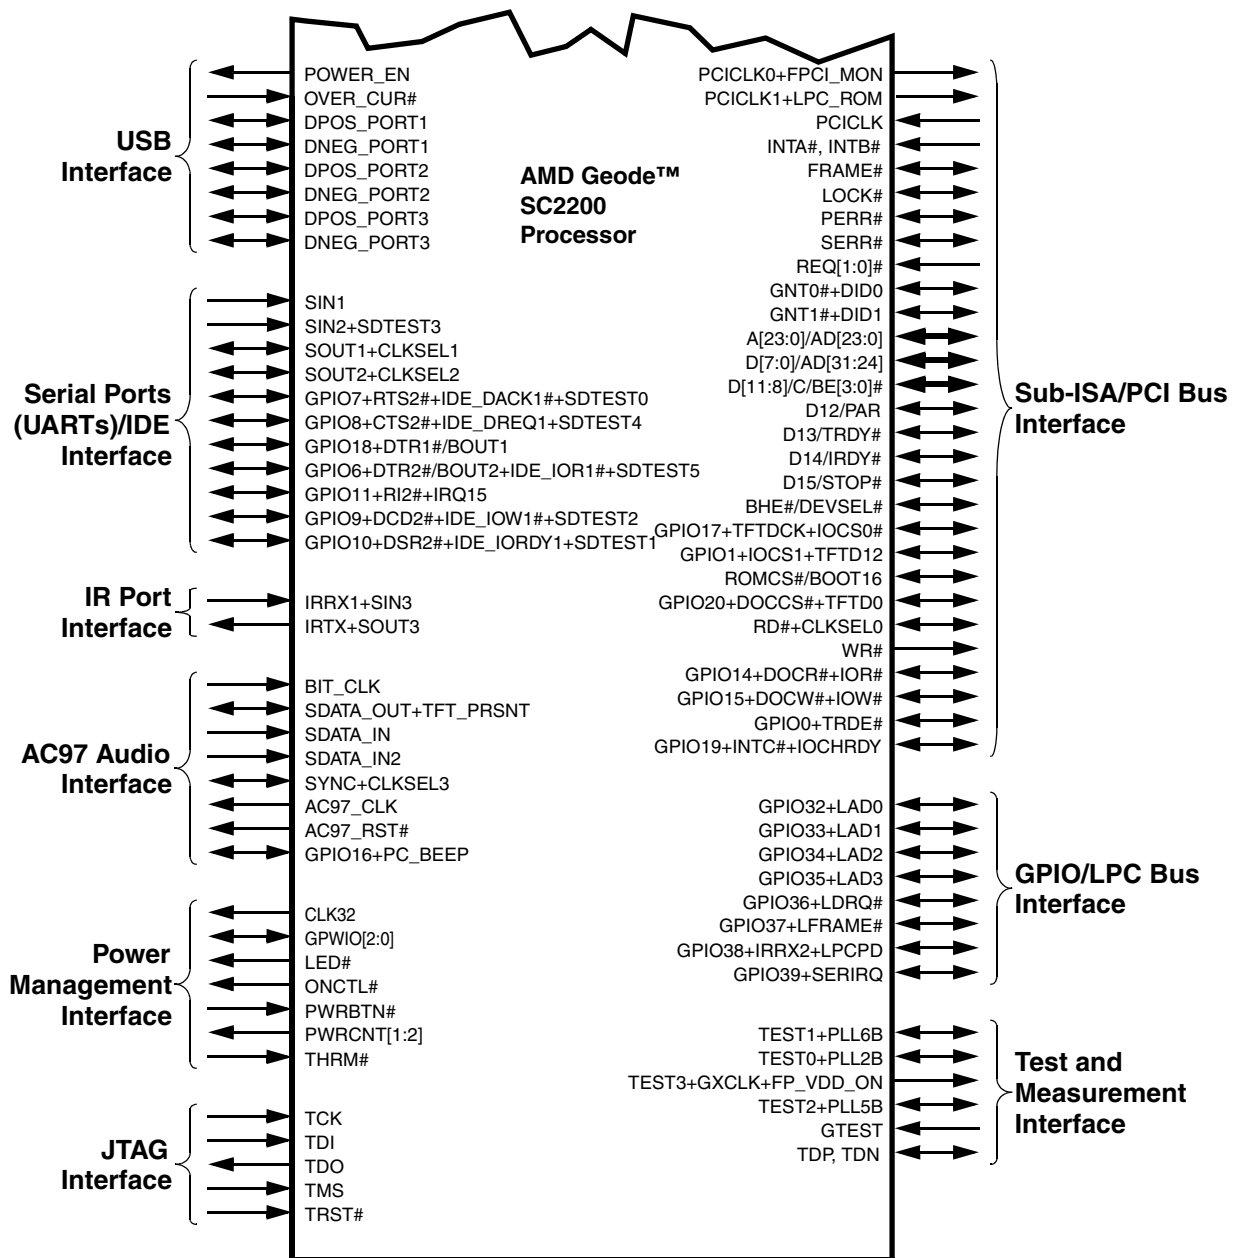 AMD Geode™
SC2200
Processor
USB
Interface
POWER_EN
OVER_CUR#
DPOS_PORT1
DNEG_PORT1
DPOS_PORT2
DNEG_PORT2
DPOS_PORT3
DNEG_PORT3
Serial Ports
(UARTs)/IDE
Interface
SIN1
SIN2+SDTEST3
SOUT1+CLKSEL1
SOUT2+CLKSEL2
GPIO7+RTS2#+IDE_DACK1#+SDTEST0
GPIO8+CTS2#+IDE_DREQ1+SDTEST4
GPIO18+DTR1#/BOUT1
GPIO6+DTR2#/BOUT2+IDE_IOR1#+SDTEST5
GPIO11+RI2#+IRQ15
GPIO9+DCD2#+IDE_IOW1#+SDTEST2
GPIO10+DSR2#+IDE_IORDY1+SDTEST1
IR Port
Interface
IRRX1+SIN3
IRTX+SOUT3
AC97 Audio
Interface
BIT_CLK
SDATA_OUT+TFT_PRSNT
SDATA_IN
SDATA_IN2
SYNC+CLKSEL3
AC97_CLK
AC97_RST#
GPIO16+PC_BEEP
Power
Management
Interface
CLK32
GPWIO[2:0]
LED#
ONCTL#
PWRBTN#
PWRCNT[1:2]
THRM#
JTAG
Interface
TCK
TDI
TDO
TMS
TRST#
PCICLK0+FPCI_MON
PCICLK1+LPC_ROM
PCICLK
INTA#, INTB#
FRAME#
LOCK#
PERR#
SERR#
REQ[1:0]#
GNT0#+DID0
GNT1#+DID1
A[23:0]/AD[23:0]
D[7:0]/AD[31:24]
D[11:8]/C/BE[3:0]#
D12/PAR
D13/TRDY#
D14/IRDY#
D15/STOP#
BHE#/DEVSEL#
GPIO17+TFTDCK+IOCS0#
GPIO1+IOCS1+TFTD12
ROMCS#/BOOT16
GPIO20+DOCCS#+TFTD0
RD#+CLKSEL0
WR#
GPIO14+DOCR#+IOR#
GPIO15+DOCW#+IOW#
GPIO0+TRDE#
GPIO19+INTC#+IOCHRDY
Sub-ISA/PCI Bus
Interface
GPIO32+LAD0
GPIO33+LAD1
GPIO34+LAD2
GPIO35+LAD3
GPIO36+LDRQ#
GPIO37+LFRAME#
GPIO38+IRRX2+LPCPD
GPIO39+SERIRQ
GPIO/LPC Bus
Interface
TEST1+PLL6B
TEST0+PLL2B
TEST3+GXCLK+FP_VDD_ON
TEST2+PLL5B
GTEST
TDP, TDN
Test and
Measurement
Interface